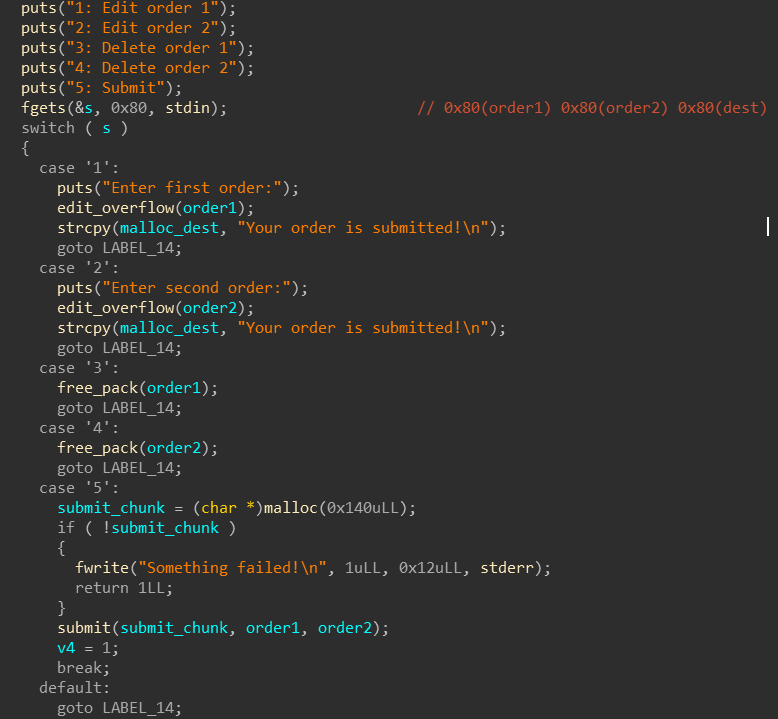 puts("1: Edit order 1");
puts("2: Edit order 2");
puts("3: Delete order 1");
puts("4: Delete order 2");
puts("5: Submit");
fgets(&s, 0x80, stdin); // 0x80(order1) 0x80(order2) 0x80(dest)
switch ( s )
{
case '1':
puts("Enter first order:");
edit_overflow(order1);
strcpy(malloc_dest, "Your order is submitted!\n");
goto LABEL_14;
case '2':
puts("Enter second order:");
edit_overflow(order2);
strcpy(malloc_dest, "Your order is submitted!\n");
goto LABEL_14;
case '3':
free_pack(order1);
goto LABEL_14;
case '4':
free_pack(order2);
goto LABEL_14;
case '5':
submit_chunk = (char *)malloc(0x140uLL);
if ( !submit_chunk )
{
fwrite("Something failed!\n", 1uLL, 0x12uLL, stderr);
return 1LL;
}
submit(submit_chunk, order1, order2);
v4 = 1;
break;
default:
goto LABEL_14;